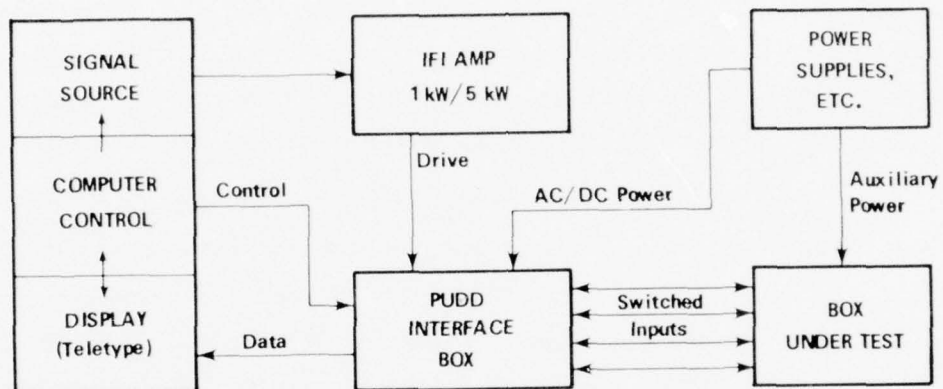 SIGNAL
SOURCE
COMPUTER
CONTROL
DISPLAY
(Teletype)
IFI AMP
1 kW/5 kW
POWER
SUPPLIES,
ETC.
Drive
Control
AC/DC Power
Auxiliary
Power
Data
PUDD
INTERFACE
BOX
Switched
Inputs
BOX
UNDER TEST